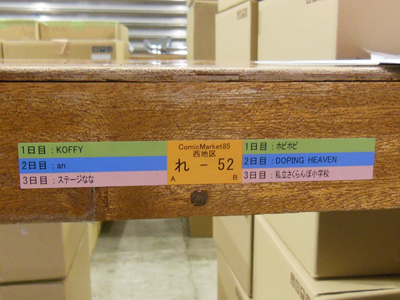 1日目：KOFFY
2日目：an
3日目：ステージなな
ComicMarket85
西地区
れ－52
A B
1日目：ホビホビ
2日目：DOPING HEAVEN
3日目：私立さくらんぼ小学校